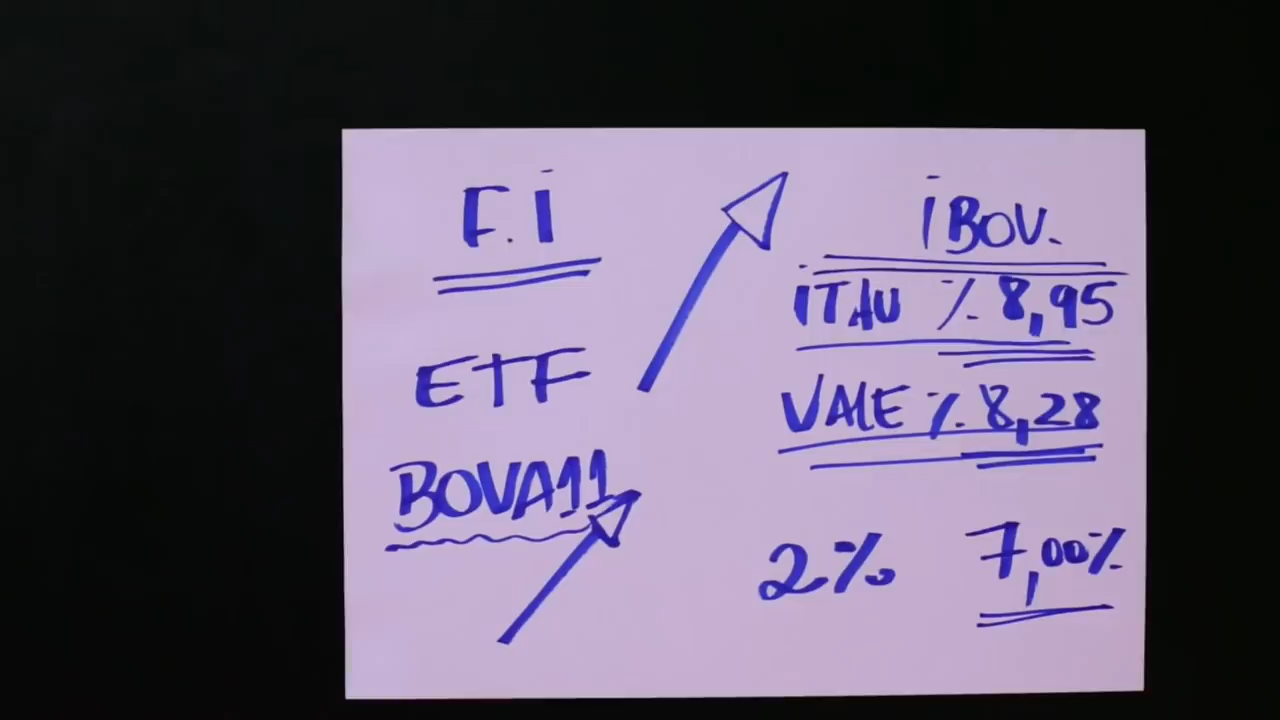 F.i
ETF
BOVA11
iBOV.
iTAU % 8,95
VALE % 8,28
2% 7,00%